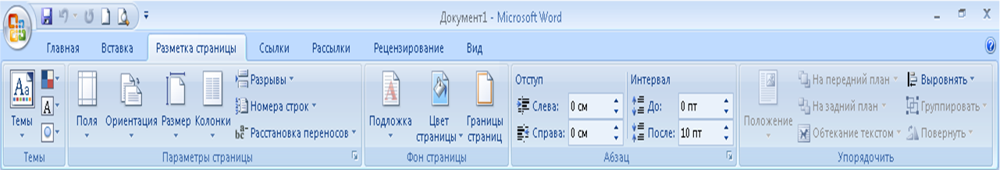 Документ1 - Microsoft Word
Главная Вставка Разметка страницы Ссылки Рассылки Рецензирование Вид
Aa
Темы
A
Темы
Поля Ориентация Размер Колонки
Разрывы
Номера строк
Расстановка переносов
Параметры страницы
Подложка Цвет страницы Границы страниц
Фон страницы
Отступ Интервал
Слева: 0 см До: 0 пт
Справа: 0 см После: 10 пт
Абзац
Положение
На передний план Выровнять
На задний план Группировать
Обтекание текстом Повернуть
Упорядочить